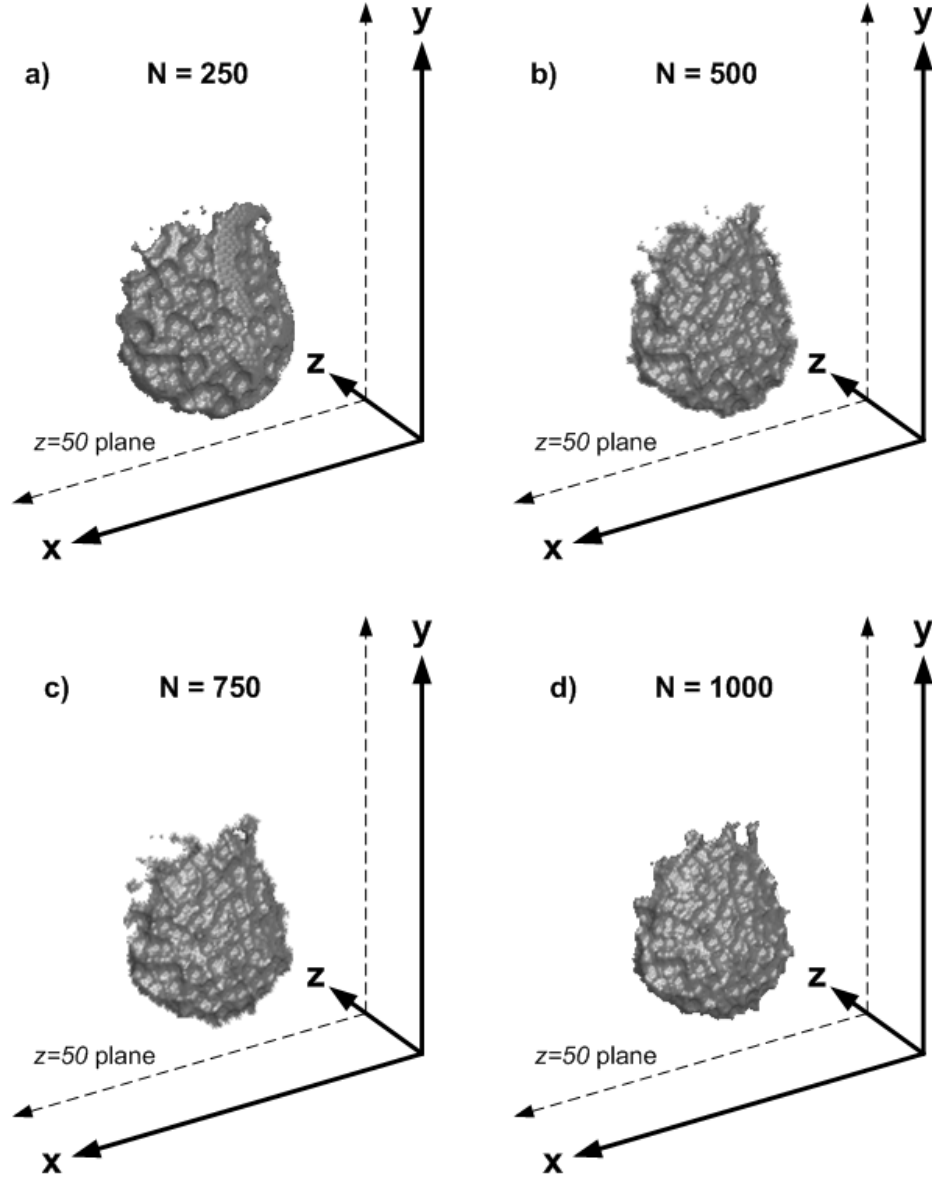 y y
a) N = 250 b) N = 500
z z
z=50 plane z=50 plane
x x
y y
c) N = 750 d) N = 1000
z z
z=50 plane z=50 plane
x x